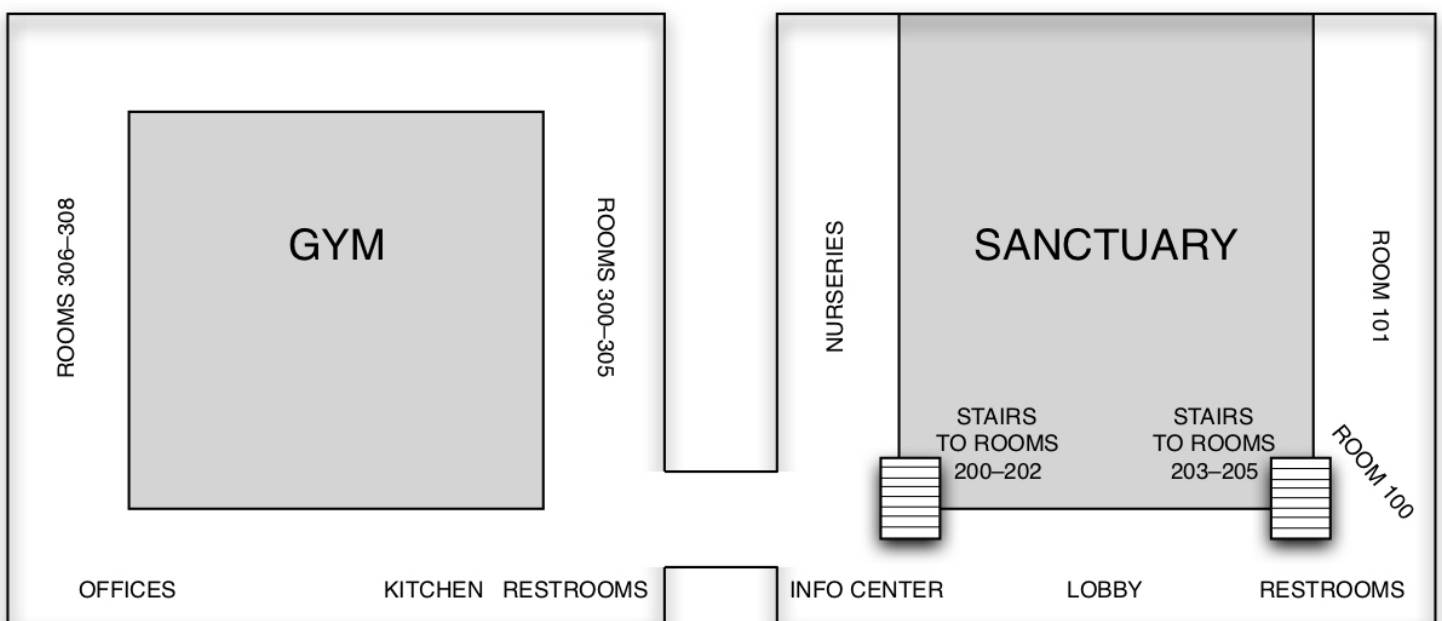 ROOMS 306–308
GYM
ROOMS 300–305
NURSERIES
SANCTUARY
ROOM 101
STAIRS
TO ROOMS
200–202
STAIRS
TO ROOMS
203–205
ROOM 100
OFFICES
KITCHEN
RESTROOMS
INFO CENTER
LOBBY
RESTROOMS